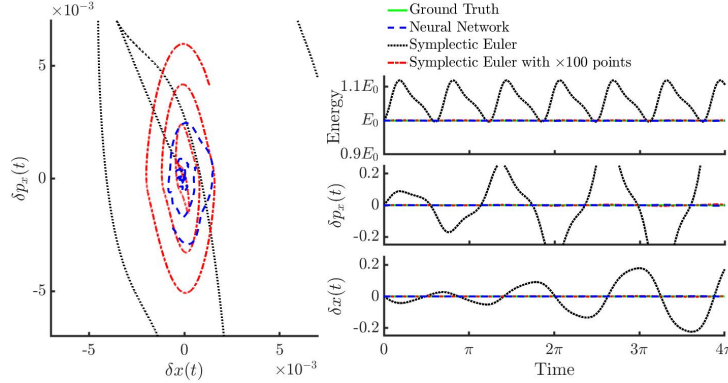 ×10⁻³
5
0
-5
δpₓ(t)
-5
0
5
δx(t)
×10⁻³
Ground Truth
Neural Network
Symplectic Euler
Symplectic Euler with ×100 points
1.1E₀
E₀
0.9E₀
Energy
0.2
0
-0.2
δpₓ(t)
0.2
0
-0.2
δx(t)
0
π
2π
3π
4π
Time